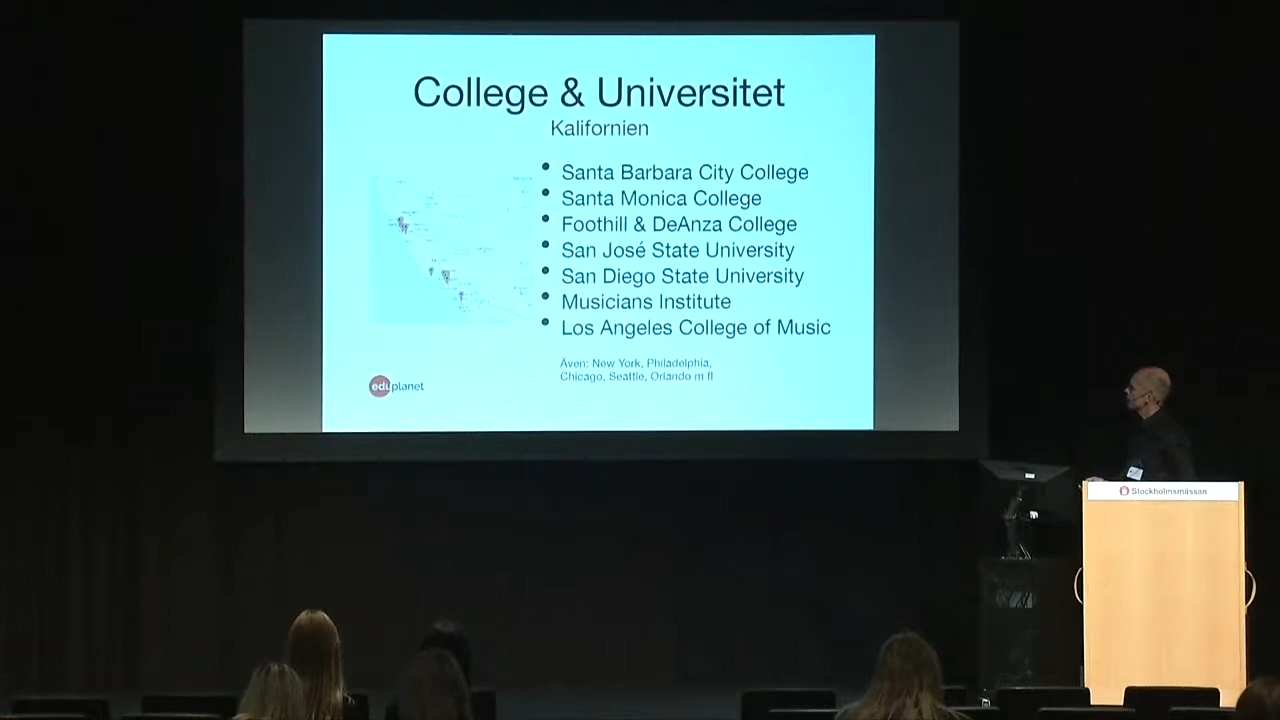 College & Universitet
Kalifornien
Santa Barbara City College
Santa Monica College
Foothill & DeAnza College
San José State University
San Diego State University
Musicians Institute
Los Angeles College of Music
Även: New York, Philadelphia,
Chicago, Seattle, Orlando m fl
eduplanet
Stockholmsmässan